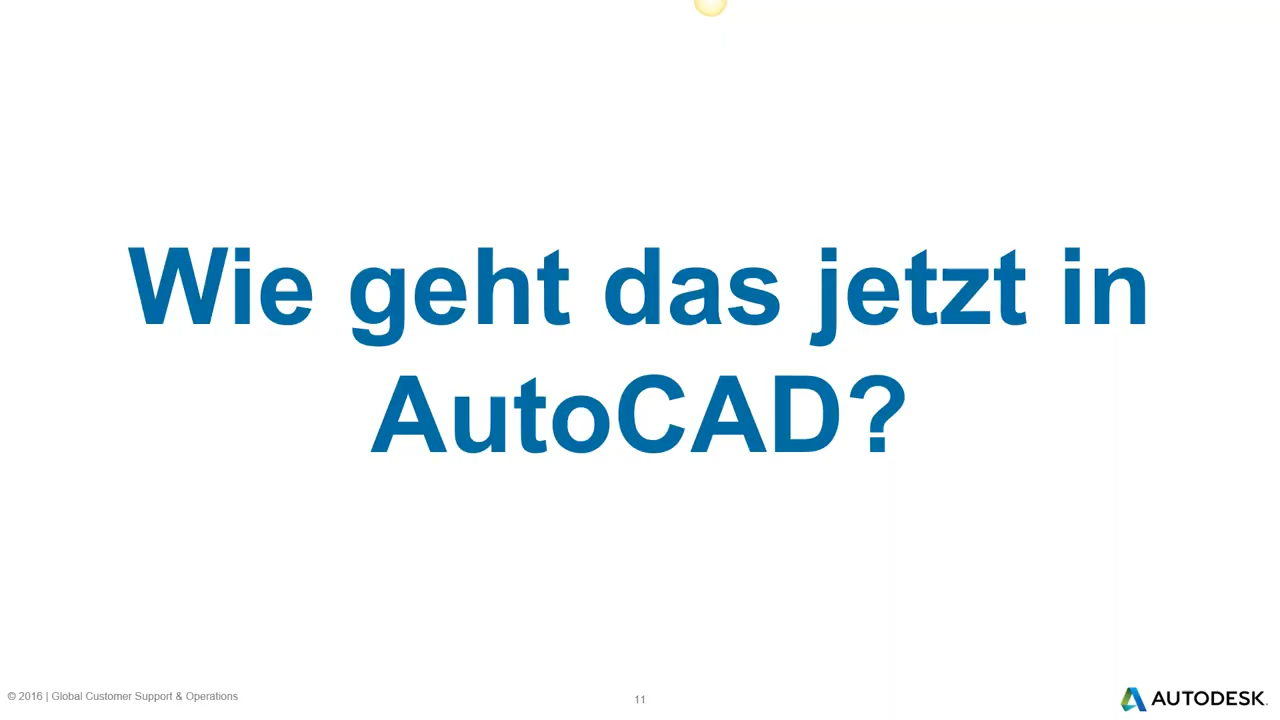 Wie geht das jetzt in
AutoCAD?
© 2016 | Global Customer Support & Operations
11
AUTODESK.